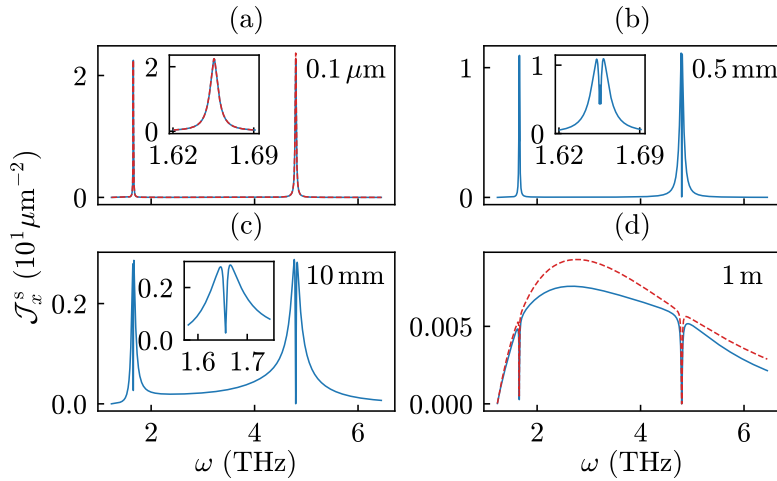 (a)
(b)
2
0
0.1 μm
2
0
1.62
1.69
1
0
0.5 mm
1
0
1.62
1.69
(c)
(d)
𝒥ₓˢ (10¹ μm⁻²)
0.2
0.0
10 mm
0.2
0.0
1.6
1.7
2
4
6
ω (THz)
0.005
0.000
1 m
2
4
6
ω (THz)